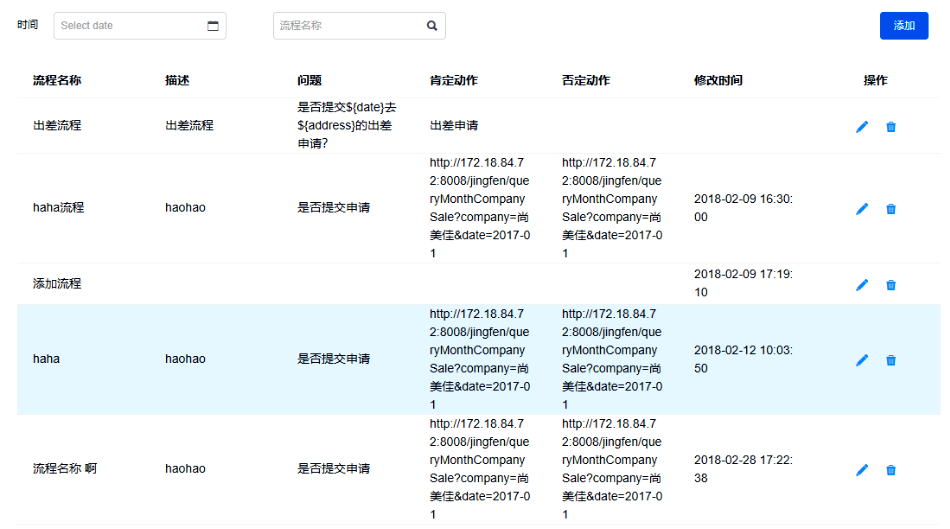 时间 Select date 流程名称 添加
流程名称 描述 问题 肯定动作 否定动作 修改时间 操作
出差流程 出差流程 是否提交${date}去
${address}的出差
申请? 出差申请
haha流程 haohao 是否提交申请 http://172.18.84.7
2:8008/jingfen/que
ryMonthCompany
Sale?company=尚
美佳&date=2017-0
1 http://172.18.84.7
2:8008/jingfen/que
ryMonthCompany
Sale?company=尚
美佳&date=2017-0
1 2018-02-09 16:30:
00
添加流程 2018-02-09 17:19:
10
haha haohao 是否提交申请 http://172.18.84.7
2:8008/jingfen/que
ryMonthCompany
Sale?company=尚
美佳&date=2017-0
1 http://172.18.84.7
2:8008/jingfen/que
ryMonthCompany
Sale?company=尚
美佳&date=2017-0
1 2018-02-12 10:03:
50
流程名称 啊 haohao 是否提交申请 http://172.18.84.7
2:8008/jingfen/que
ryMonthCompany
Sale?company=尚
美佳&date=2017-0
1 http://172.18.84.7
2:8008/jingfen/que
ryMonthCompany
Sale?company=尚
美佳&date=2017-0
1 2018-02-28 17:22:
38